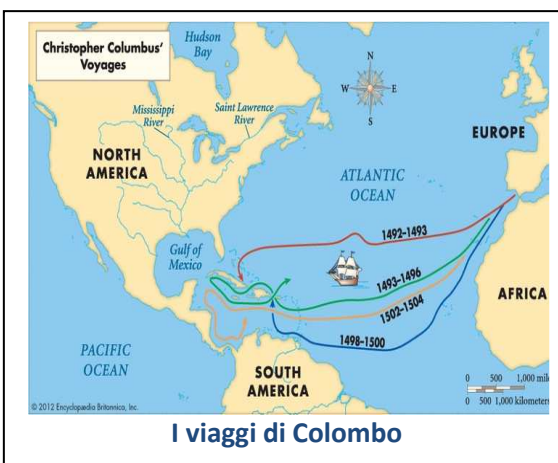 Christopher Columbus'
Voyages
Hudson
Bay
N
W
E
S
Mississippi
River
Saint Lawrence
River
EUROPE
NORTH
AMERICA
ATLANTIC
OCEAN
1492–1493
Gulf of
Mexico
1493–1496
1502–1504
AFRICA
1498–1500
PACIFIC
OCEAN
SOUTH
AMERICA
0 500 1,000 mile
0 500 1,000 kilometers
© 2012 Encyclopædia Britannica, Inc.
I viaggi di Colombo